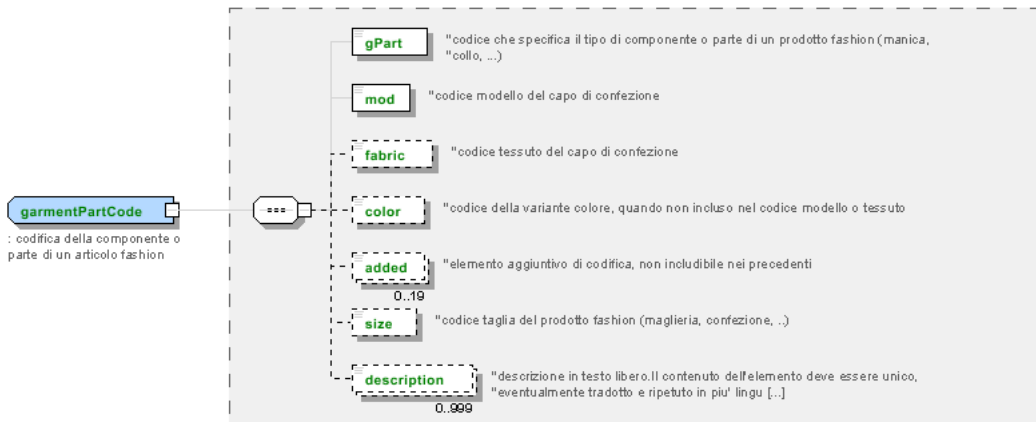 gPart
"codice che specifica il tipo di componente o parte di un prodotto fashion (manica,
"collo, ...)
mod
"codice modello del capo di confezione
fabric
"codice tessuto del capo di confezione
garmentPartCode
: codifica della componente o
parte di un articolo fashion
color
"codice della variante colore, quando non incluso nel codice modello o tessuto
added
"elemento aggiuntivo di codifica, non includibile nei precedenti
0..19
size
"codice taglia del prodotto fashion (maglieria, confezione, ..)
description
"descrizione in testo libero.Il contenuto dell'elemento deve essere unico,
"eventualmente tradotto e ripetuto in piu' lingu [...]
0..999